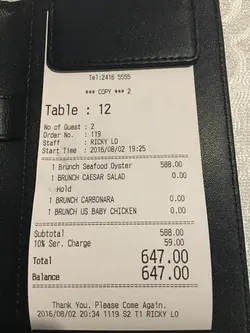 Tel:2416 5555
*** COPY *** 2
Table : 12
No of Guest : 2
Order No. : 119
Staff : RICKY LO
Start Time : 2016/08/02 19:25
1 Brunch Seafood Oyster 588.00
1 BRUNCH CAESAR SALAD 0.00
Hold
1 BRUNCH CARBONARA 0.00
1 BRUNCH US BABY CHICKEN 0.00
Subtotal 588.00
10% Ser. Charge 59.00
Total 647.00
Balance 647.00
Thank You. Please Come Again.
2016/08/02 20:34 1119 S2 T1 RICKY LO